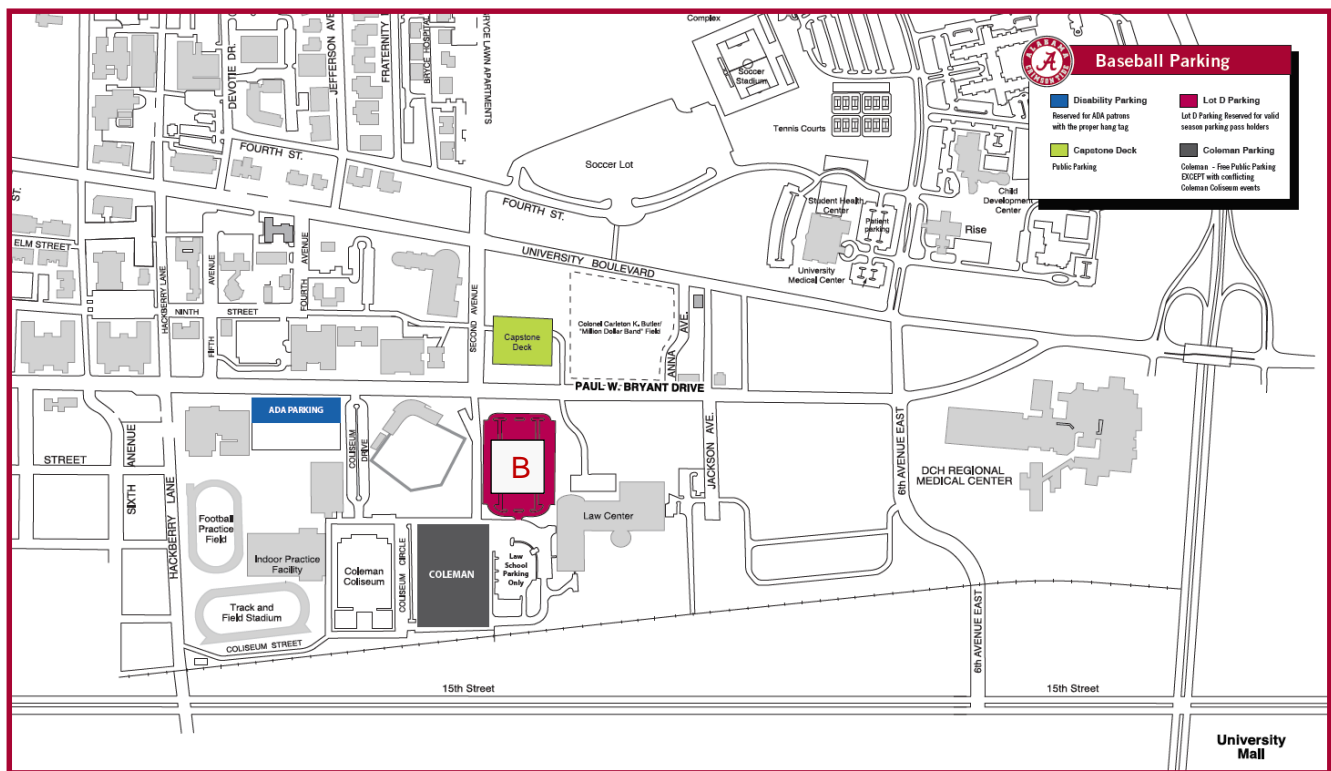 Complex
DEVOTIE DR.
JEFFERSON AVE
FRATERNITY
BRYCE HOSPITAL
RYCE LAWN APARTMENTS
Soccer
Stadium
Tennis Courts
ALABAMA
CRIMSON TIDE
A
Baseball Parking
Disability Parking
Reserved for ADA patrons
with the proper hang tag
Lot D Parking
Lot D Parking Reserved for valid
season parking pass holders
Capstone Deck
Public Parking
Coleman Parking
Coleman - Free Public Parking
EXCEPT with conflicting
Coleman Coliseum events
FOURTH ST.
Soccer Lot
FOURTH ST.
Student Health
Center
Patient
parking
Child
Development
Center
Rise
University
Medical Center
ST.
ELM STREET
HACKBERRY LANE
FIFTH
AVENUE
FOURTH
AVENUE
NINTH
STREET
SECOND AVENUE
UNIVERSITY BOULEVARD
Capstone
Deck
Colonel Carleton K. Butler/
"Million Dollar Band" Field
ANNA
AVE.
PAUL W. BRYANT DRIVE
ADA PARKING
COLISEUM
DRIVE
B
STREET
SIXTH
AVENUE
HACKBERRY LANE
JACKSON AVE.
6th AVENUE EAST
DCH REGIONAL
MEDICAL CENTER
Football
Practice
Field
Indoor Practice
Facility
Coleman
Coliseum
COLISEUM CIRCLE
COLEMAN
Law
School
Parking
Only
Law Center
Track and
Field Stadium
COLISEUM STREET
6th AVENUE EAST
15th Street
15th Street
University
Mall